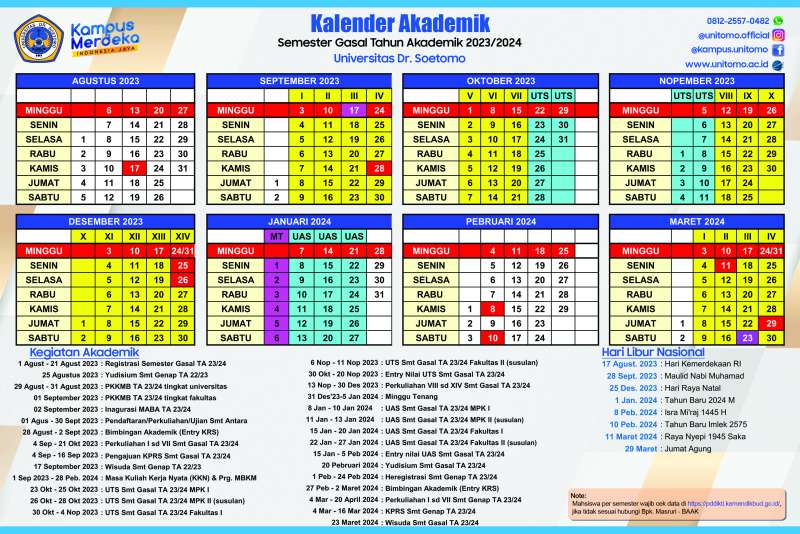 Kampus
Merdeka
INDONESIA JAYA
Kalender Akademik
Semester Gasal Tahun Akademik 2023/2024
Universitas Dr. Soetomo
0812-2557-0482
@unitomo.official
@kampus.unitomo
www.unitomo.ac.id
AGUSTUS 2023
MINGGU 6 13 20 27
SENIN 7 14 21 28
SELASA 1 8 15 22 29
RABU 2 9 16 23 30
KAMIS 3 10 17 24 31
JUMAT 4 11 18 25
SABTU 5 12 19 26
SEPTEMBER 2023
I II III IV
MINGGU 3 10 17 24
SENIN 4 11 18 25
SELASA 5 12 19 26
RABU 6 13 20 27
KAMIS 7 14 21 28
JUMAT 1 8 15 22 29
SABTU 2 9 16 23 30
OKTOBER 2023
V VI VII UTS UTS
MINGGU 1 8 15 22 29
SENIN 2 9 16 23 30
SELASA 3 10 17 24 31
RABU 4 11 18 25
KAMIS 5 12 19 26
JUMAT 6 13 20 27
SABTU 7 14 21 28
NOPEMBER 2023
UTS UTS VIII IX X
MINGGU 5 12 19 26
SENIN 6 13 20 27
SELASA 7 14 21 28
RABU 1 8 15 22 29
KAMIS 2 9 16 23 30
JUMAT 3 10 17 24
SABTU 4 11 18 25
DESEMBER 2023
X XI XII XIII XIV
MINGGU 3 10 17 24/31
SENIN 4 11 18 25
SELASA 5 12 19 26
RABU 6 13 20 27
KAMIS 7 14 21 28
JUMAT 1 8 15 22 29
SABTU 2 9 16 23 30
JANUARI 2024
MT UAS UAS UAS
MINGGU 7 14 21 28
SENIN 1 8 15 22 29
SELASA 2 9 16 23 30
RABU 3 10 17 24 31
KAMIS 4 11 18 25
JUMAT 5 12 19 26
SABTU 6 13 20 27
PEBRUARI 2024
MINGGU 4 11 18 25
SENIN 5 12 19 26
SELASA 6 13 20 27
RABU 7 14 21 28
KAMIS 1 8 15 22 29
JUMAT 2 9 16 23
SABTU 3 10 17 24
MARET 2024
I II III IV
MINGGU 3 10 17 24/31
SENIN 4 11 18 25
SELASA 5 12 19 26
RABU 6 13 20 27
KAMIS 7 14 21 28
JUMAT 1 8 15 22 29
SABTU 2 9 16 23 30
Kegiatan Akademik
1 Agust - 21 Agust 2023 : Registrasi Semester Gasal TA 23/24
25 Agustus 2023 : Yudisium Smt Genap TA 22/23
29 Agust - 31 Agust 2023 : PKKMB TA 23/24 tingkat universitas
01 September 2023 : PKKMB TA 23/24 tingkat fakultas
02 September 2023 : Inagurasi MABA TA 23/24
01 Agus - 30 Sept 2023 : Pendaftaran/Perkuliahan/Ujian Smt Antara
28 Agust - 2 Sept 2023 : Bimbingan Akademik (Entry KRS)
4 Sep - 21 Okt 2023 : Perkuliahan I sd VII Smt Gasal TA 23/24
4 Sep - 16 Sep 2023 : Pengajuan KPRS Smt Gasal TA 23/24
17 September 2023 : Wisuda Smt Genap TA 22/23
1 Sep 2023 - 28 Feb. 2024 : Masa Kuliah Kerja Nyata (KKN) & Prg. MBKM
23 Okt - 25 Okt 2023 : UTS Smt Gasal TA 23/24 MPK I
26 Okt - 28 Okt 2023 : UTS Smt Gasal TA 23/24 MPK II (susulan)
30 Okt - 4 Nop 2023 : UTS Smt Gasal TA 23/24 Fakultas I
6 Nop - 11 Nop 2023 : UTS Smt Gasal TA 23/24 Fakultas II (susulan)
30 Okt - 20 Nop 2023 : Entry Nilai UTS Smt Gasal TA 23/24
13 Nop - 30 Des 2023 : Perkuliahan VIII sd XIV Smt Gasal TA 23/24
31 Des'23-5 Jan 2024 : Minggu Tenang
8 Jan - 10 Jan 2024 : UAS Smt Gasal TA 23/24 MPK I
11 Jan - 13 Jan 2024 : UAS Smt Gasal TA 23/24 MPK II (susulan)
15 Jan - 20 Jan 2024 : UAS Smt Gasal TA 23/24 Fakultas I
22 Jan - 27 Jan 2024 : UAS Smt Gasal TA 23/24 Fakultas II (susulan)
15 Jan - 5 Peb 2024 : Entry nilai UAS Smt Gasal TA 23/24
20 Pebruari 2024 : Yudisium Smt Gasal TA 23/24
1 Peb - 24 Peb 2024 : Heregistrasi Smt Genap TA 23/24
27 Peb - 2 Maret 2024 : Bimbingan Akademik (Entry KRS)
4 Mar - 20 April 2024 : Perkuliahan I sd VII Smt Genap TA 23/24
4 Mar - 16 Mar 2024 : KPRS Smt Genap TA 23/24
23 Maret 2024 : Wisuda Smt Gasal TA 23/24
Hari Libur Nasional
17 Agust. 2023 : Hari Kemerdekaan RI
28 Sept. 2023 : Maulid Nabi Muhamad
25 Des. 2023 : Hari Raya Natal
1 Jan. 2024 : Tahun Baru 2024 M
8 Peb. 2024 : Isra Mi'raj 1445 H
10 Peb. 2024 : Tahun Baru Imlek 2575
11 Maret 2024 : Raya Nyepi 1945 Saka
29 Maret : Jumat Agung
Note:
Mahsiswa per semester wajib cek data di https://pddikti.kemendikbud.go.id/,
jika tidak sesuai hubungi Bpk. Masruri - BAAK